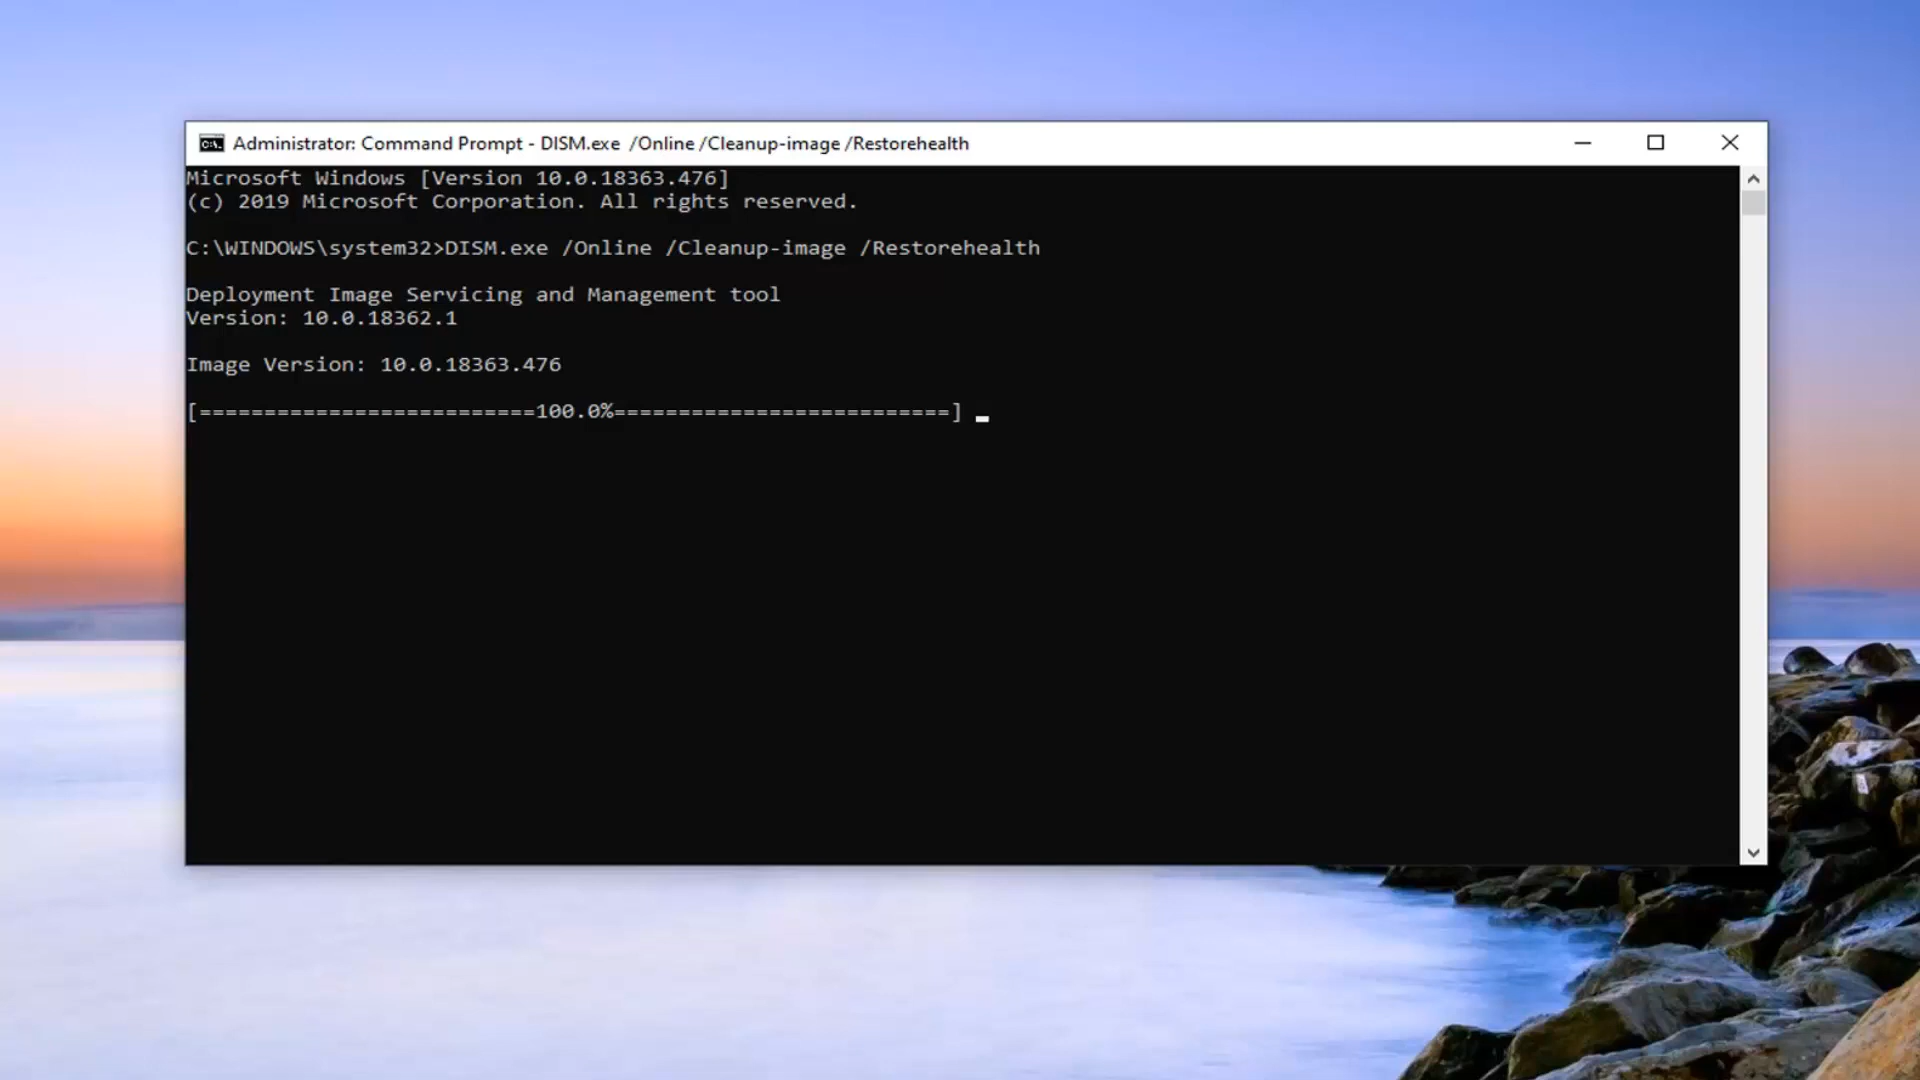 Administrator: Command Prompt - DISM.exe  /Online /Cleanup-image /Restorehealth
Microsoft Windows [Version 10.0.18363.476]
(c) 2019 Microsoft Corporation. All rights reserved.
C:\WINDOWS\system32>DISM.exe /Online /Cleanup-image /Restorehealth
Deployment Image Servicing and Management tool
Version: 10.0.18362.1
Image Version: 10.0.18363.476
[==========================100.0%==========================]